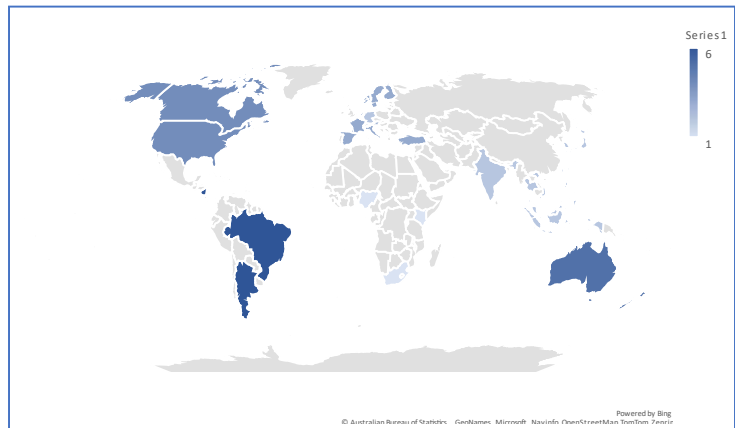 Series1
6
1
Powered by Bing
© Australian Bureau of Statistics, GeoNames, Microsoft, Navinfo, OpenStreetMap, TomTom, Zenrin